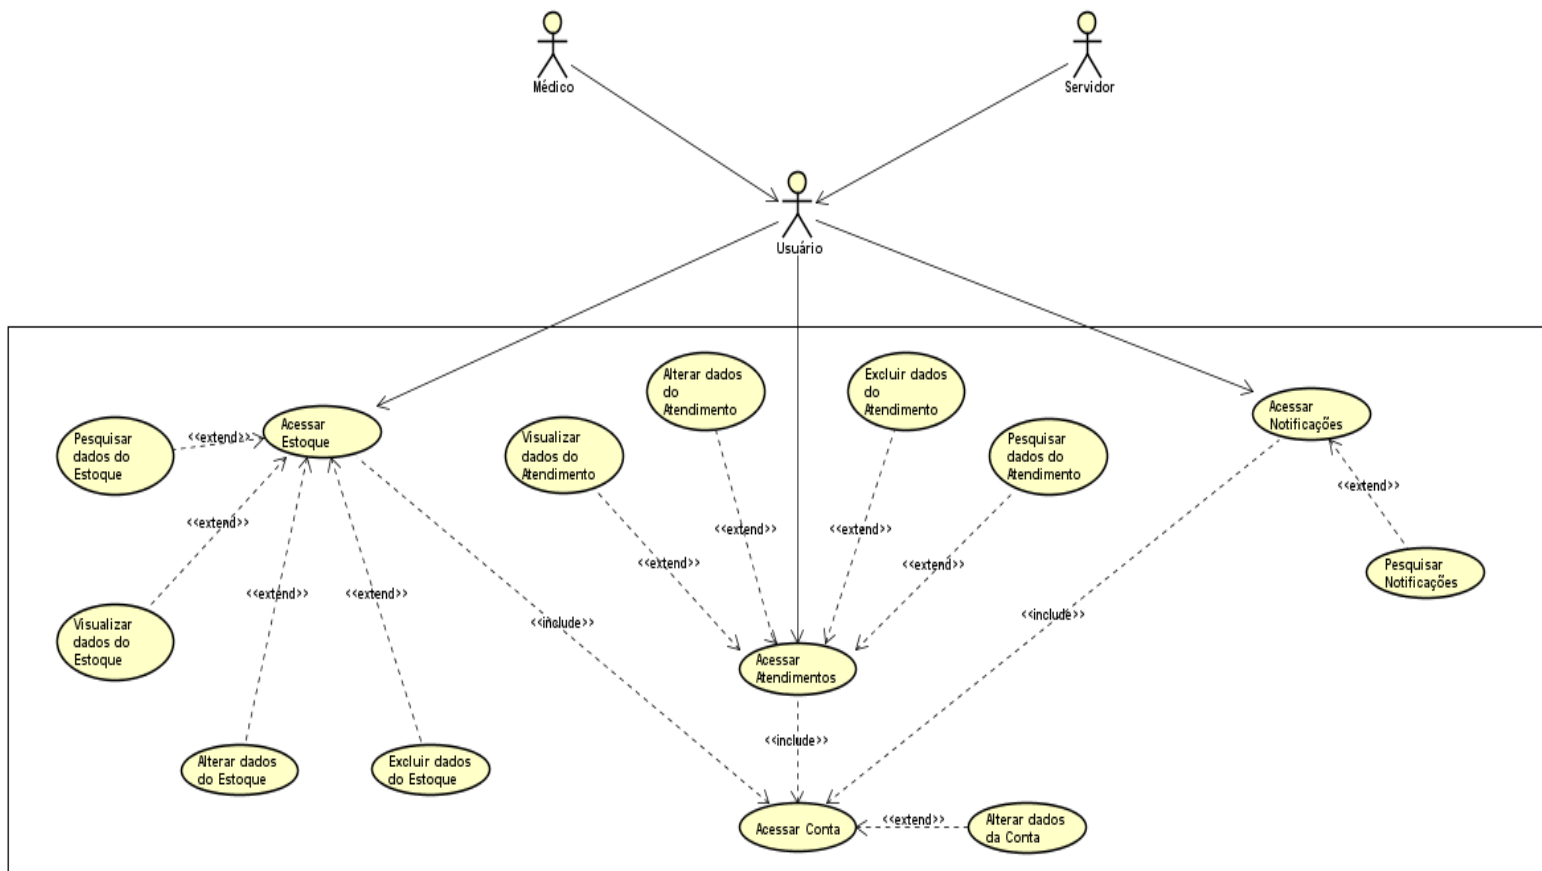 Médico
Servidor
Usuário
Alterar dados
do
Atendimento
Excluir dados
do
Atendimento
Acessar
Notificações
Acessar
Estoque
Pesquisar
dados do
Estoque
<<extend>>
Visualizar
dados do
Atendimento
Pesquisar
dados do
Atendimento
<<extend>>
<<extend>>
<<extend>>
<<extend>>
<<extend>>
<<extend>>
Pesquisar
Notificações
<<extend>>
<<extend>>
<<include>>
<<include>>
Visualizar
dados do
Estoque
Acessar
Atendimentos
<<include>>
Alterar dados
do Estoque
Excluir dados
do Estoque
Acessar Conta
<<extend>>
Alterar dados
da Conta